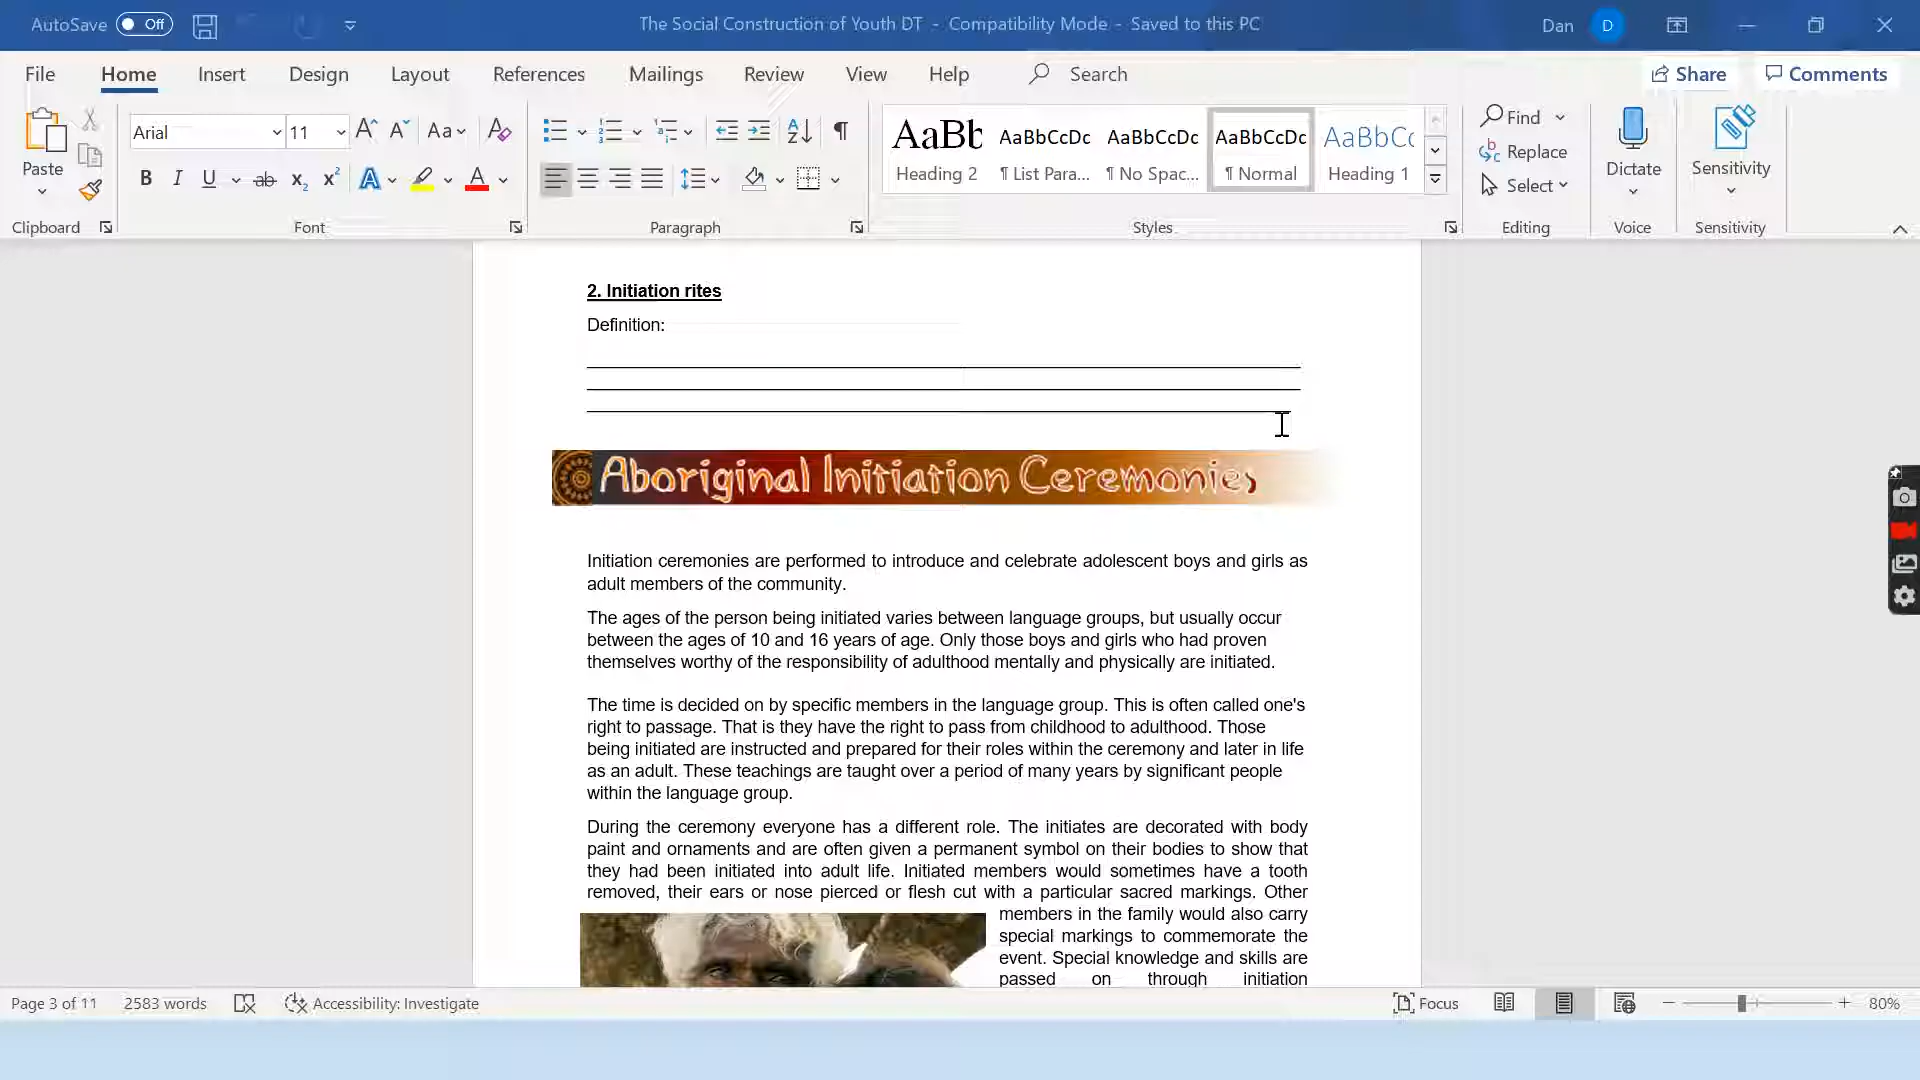 AutoSave Off The Social Construction of Youth DT - Compatibility Mode - Saved to this PC Dan D
File Home Insert Design Layout References Mailings Review View Help Search Share Comments
Paste
Clipboard
Arial 11 Aa
B I U ab x₂ x² A A
Font
Paragraph
AaBb AaBbCcDc AaBbCcDc AaBbCcDc AaBbCc
Heading 2 ¶ List Para... ¶ No Spac... ¶ Normal Heading 1
Styles
Find
Replace
Select
Editing
Dictate
Voice
Sensitivity
Sensitivity
2. Initiation rites
Definition:
Aboriginal Initiation Ceremonies
Initiation ceremonies are performed to introduce and celebrate adolescent boys and girls as
adult members of the community.
The ages of the person being initiated varies between language groups, but usually occur
between the ages of 10 and 16 years of age. Only those boys and girls who had proven
themselves worthy of the responsibility of adulthood mentally and physically are initiated.
The time is decided on by specific members in the language group. This is often called one's
right to passage. That is they have the right to pass from childhood to adulthood. Those
being initiated are instructed and prepared for their roles within the ceremony and later in life
as an adult. These teachings are taught over a period of many years by significant people
within the language group.
During the ceremony everyone has a different role. The initiates are decorated with body
paint and ornaments and are often given a permanent symbol on their bodies to show that
they had been initiated into adult life. Initiated members would sometimes have a tooth
removed, their ears or nose pierced or flesh cut with a particular sacred markings. Other
members in the family would also carry
special markings to commemorate the
event. Special knowledge and skills are
passed on through initiation
Page 3 of 11 2583 words Accessibility: Investigate Focus 80%